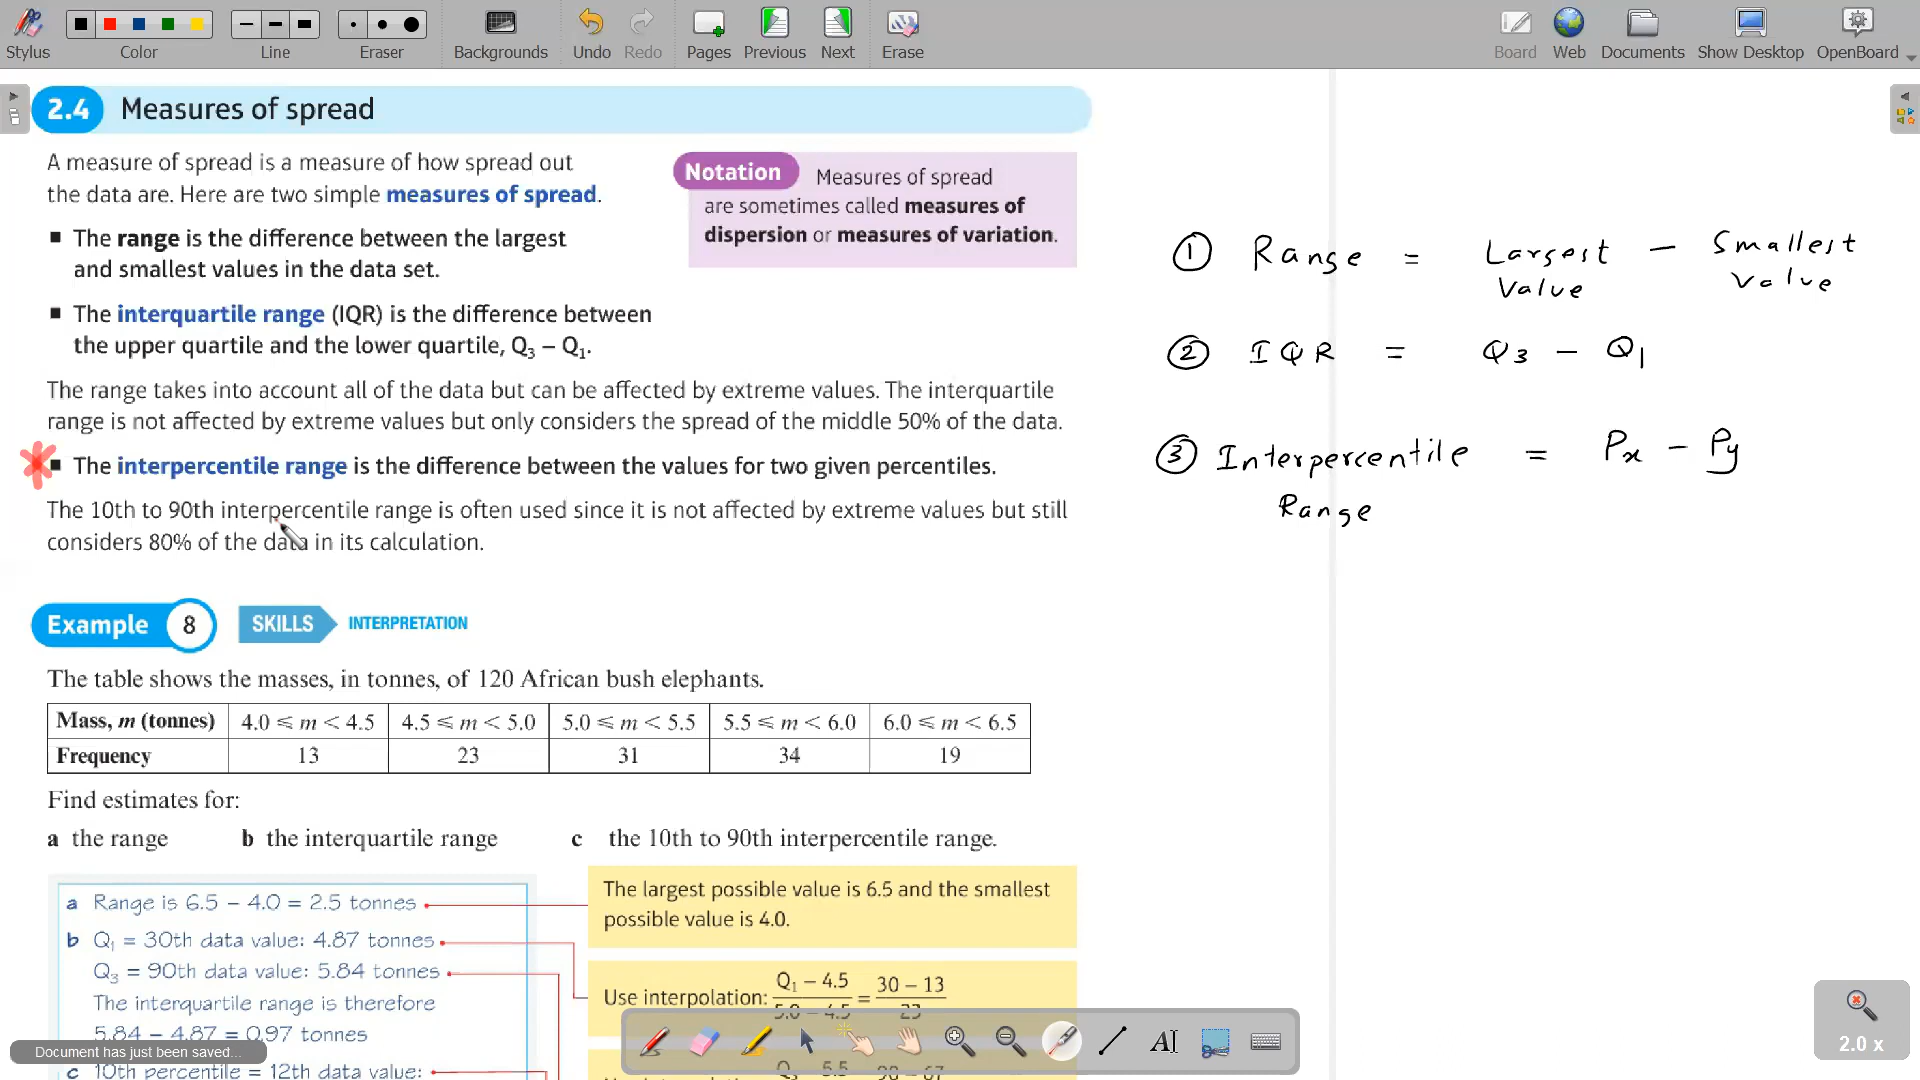 Stylus
Color
Line
Eraser
Backgrounds
Undo
Redo
Pages
Previous
Next
Erase
Board
Web
Documents
Show Desktop
OpenBoard
2.4 Measures of spread
A measure of spread is a measure of how spread out
the data are. Here are two simple measures of spread.
■ The range is the difference between the largest
and smallest values in the data set.
■ The interquartile range (IQR) is the difference between
the upper quartile and the lower quartile, Q₃ – Q₁.
Notation Measures of spread
are sometimes called measures of
dispersion or measures of variation.
The range takes into account all of the data but can be affected by extreme values. The interquartile
range is not affected by extreme values but only considers the spread of the middle 50% of the data.
■ The interpercentile range is the difference between the values for two given percentiles.
The 10th to 90th interpercentile range is often used since it is not affected by extreme values but still
considers 80% of the data in its calculation.
① Range = Largest Value – Smallest Value
② IQR = Q3 – Q1
③ Interpercentile Range = Px – Py
Example 8 SKILLS INTERPRETATION
The table shows the masses, in tonnes, of 120 African bush elephants.
Mass, m (tonnes) 4.0 ⩽ m < 4.5 4.5 ⩽ m < 5.0 5.0 ⩽ m < 5.5 5.5 ⩽ m < 6.0 6.0 ⩽ m < 6.5
Frequency 13 23 31 34 19
Find estimates for:
a the range b the interquartile range c the 10th to 90th interpercentile range.
a Range is 6.5 – 4.0 = 2.5 tonnes
b Q₁ = 30th data value: 4.87 tonnes
Q₃ = 90th data value: 5.84 tonnes
The interquartile range is therefore
5.84 – 4.87 = 0.97 tonnes
c 10th percentile = 12th data value:
The largest possible value is 6.5 and the smallest
possible value is 4.0.
Use interpolation: (Q₁ – 4.5)/(5.0 – 4.5) = (30 – 13)/23
Document has just been saved...
2.0 x